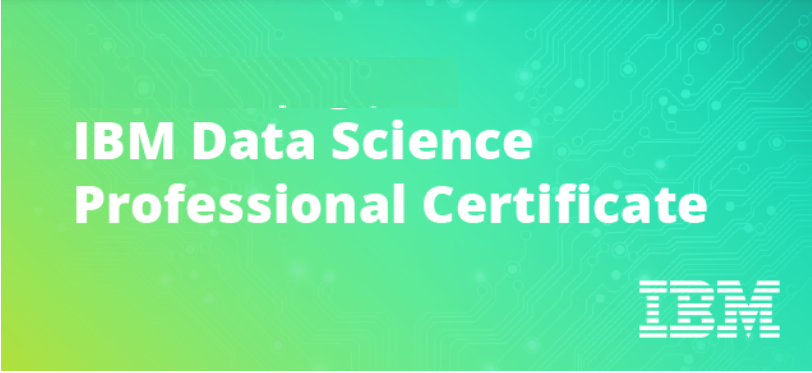 IBM Data Science
Professional Certificate
IBM